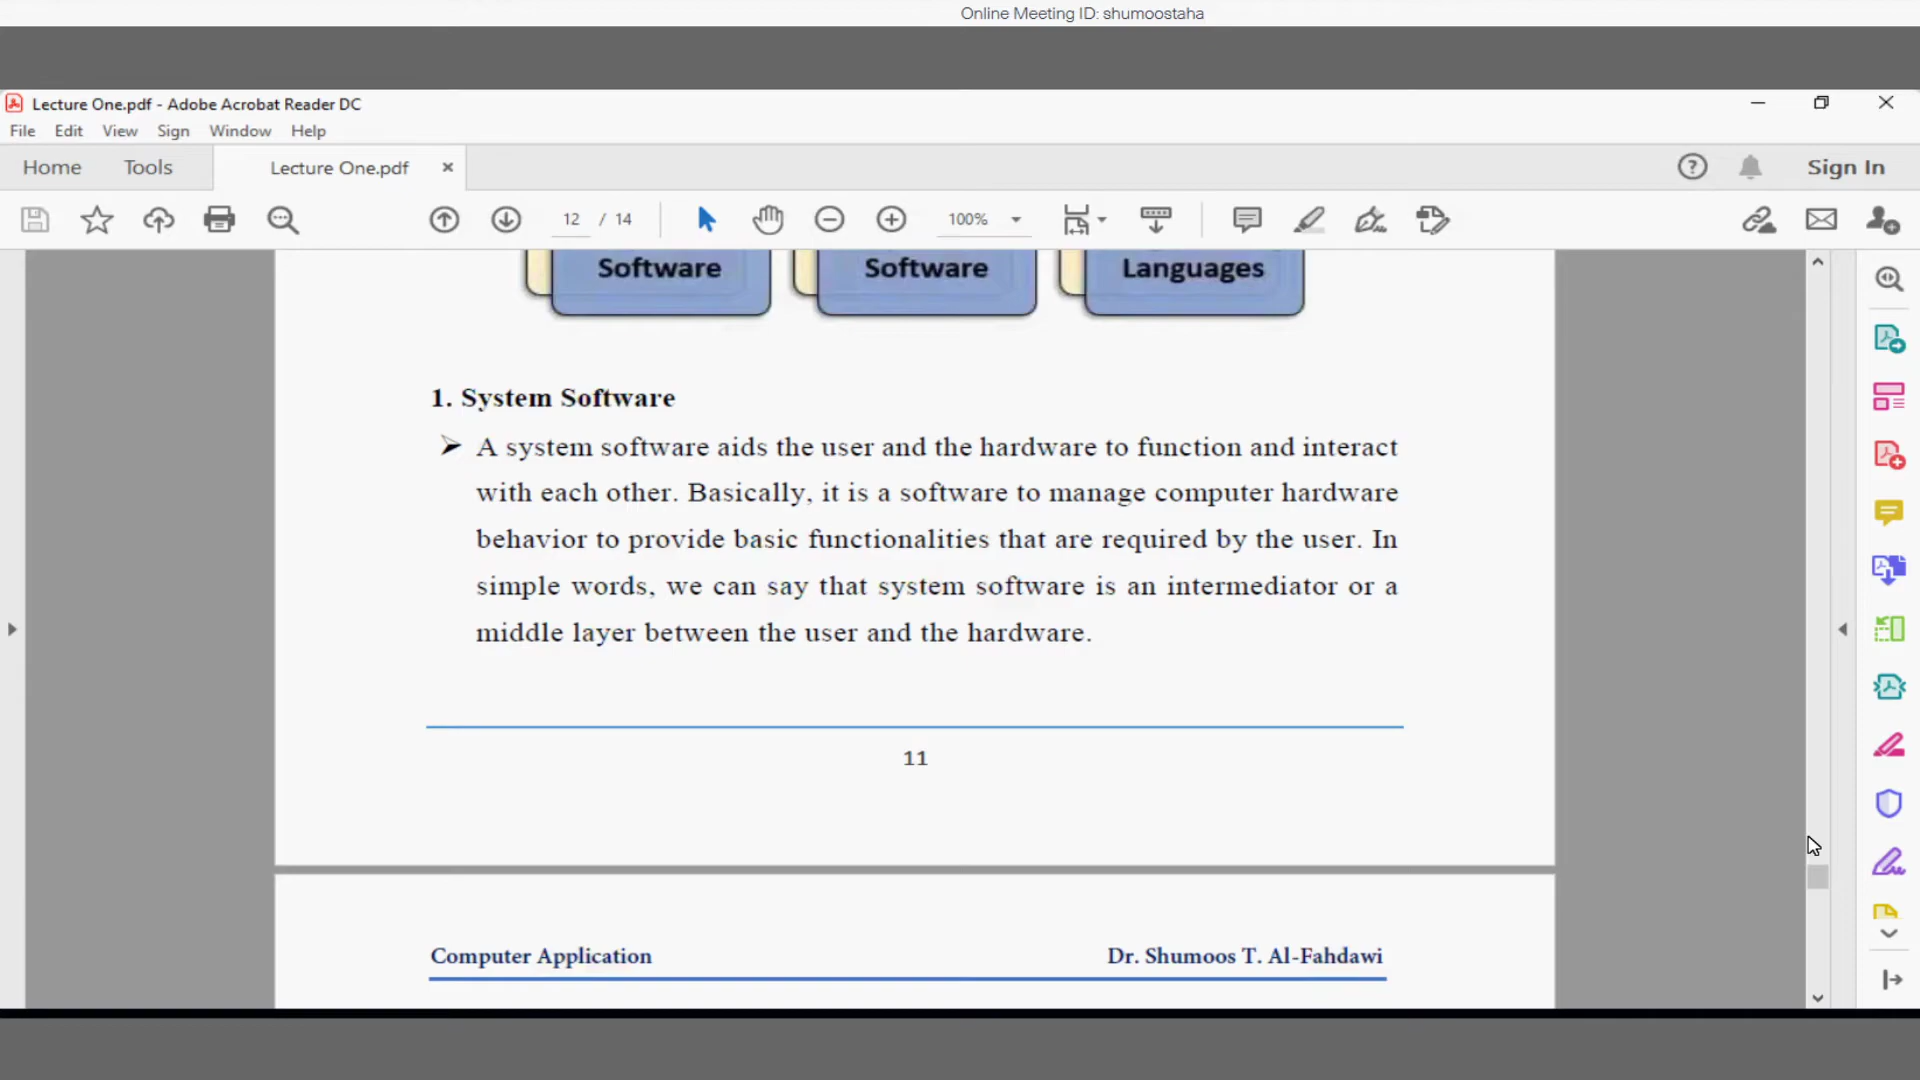 Online Meeting ID: shumoostaha
Lecture One.pdf - Adobe Acrobat Reader DC
File Edit View Sign Window Help
Home Tools Lecture One.pdf Sign In
12 / 14 100%
Software Software Languages
1. System Software
➢ A system software aids the user and the hardware to function and interact
with each other. Basically, it is a software to manage computer hardware
behavior to provide basic functionalities that are required by the user. In
simple words, we can say that system software is an intermediator or a
middle layer between the user and the hardware.
11
Computer Application Dr. Shumoos T. Al-Fahdawi